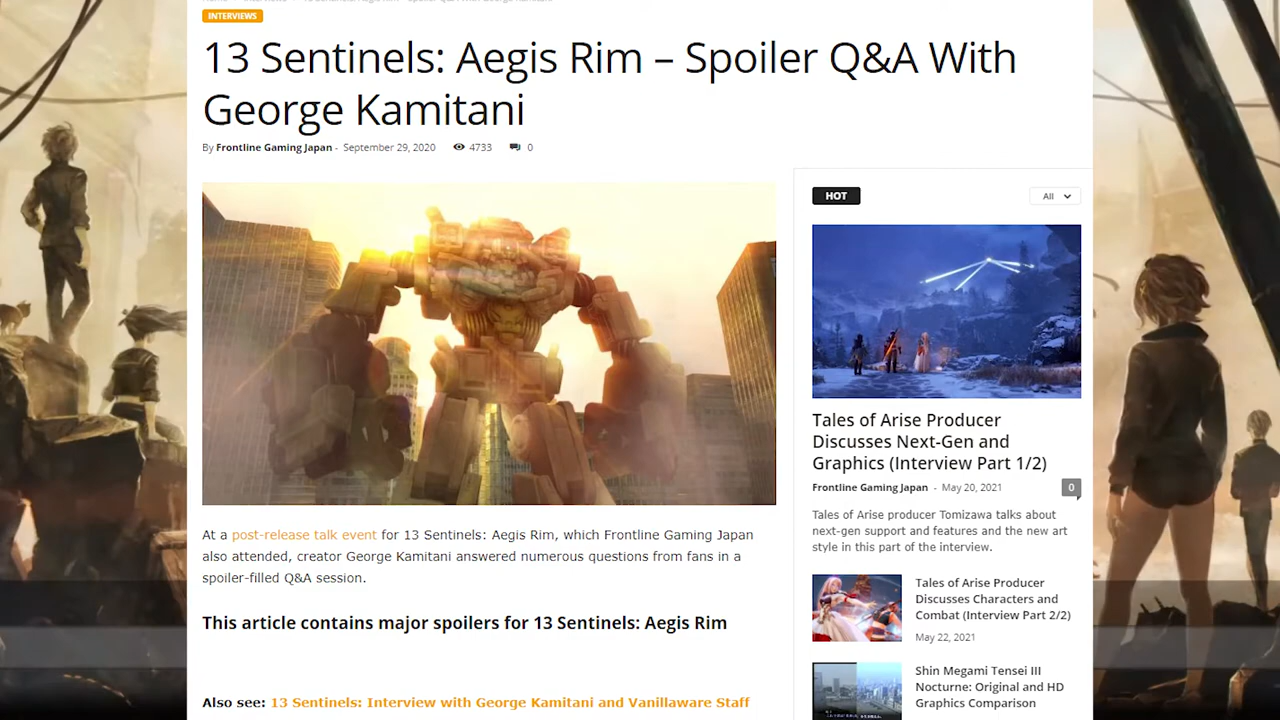 INTERVIEWS
13 Sentinels: Aegis Rim – Spoiler Q&A With
George Kamitani
By Frontline Gaming Japan - September 29, 2020 4733 0
HOT
All
At a post-release talk event for 13 Sentinels: Aegis Rim, which Frontline Gaming Japan
also attended, creator George Kamitani answered numerous questions from fans in a
spoiler-filled Q&A session.
This article contains major spoilers for 13 Sentinels: Aegis Rim
Also see: 13 Sentinels: Interview with George Kamitani and Vanillaware Staff
Tales of Arise Producer
Discusses Next-Gen and
Graphics (Interview Part 1/2)
Frontline Gaming Japan - May 20, 2021 0
Tales of Arise producer Tomizawa talks about
next-gen support and features and the new art
style in this part of the interview.
Tales of Arise Producer
Discusses Characters and
Combat (Interview Part 2/2)
May 22, 2021
Shin Megami Tensei III
Nocturne: Original and HD
Graphics Comparison